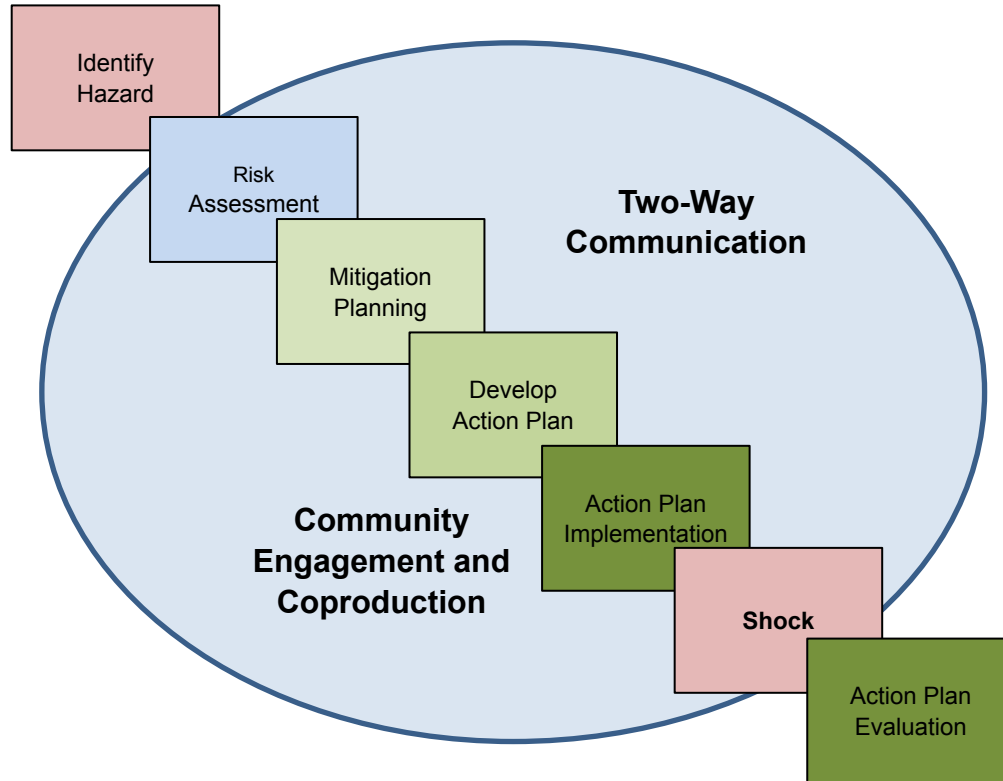 Identify
Hazard
Risk
Assessment
Two-Way
Communication
Mitigation
Planning
Develop
Action Plan
Action Plan
Implementation
Community
Engagement and
Coproduction
Shock
Action Plan
Evaluation